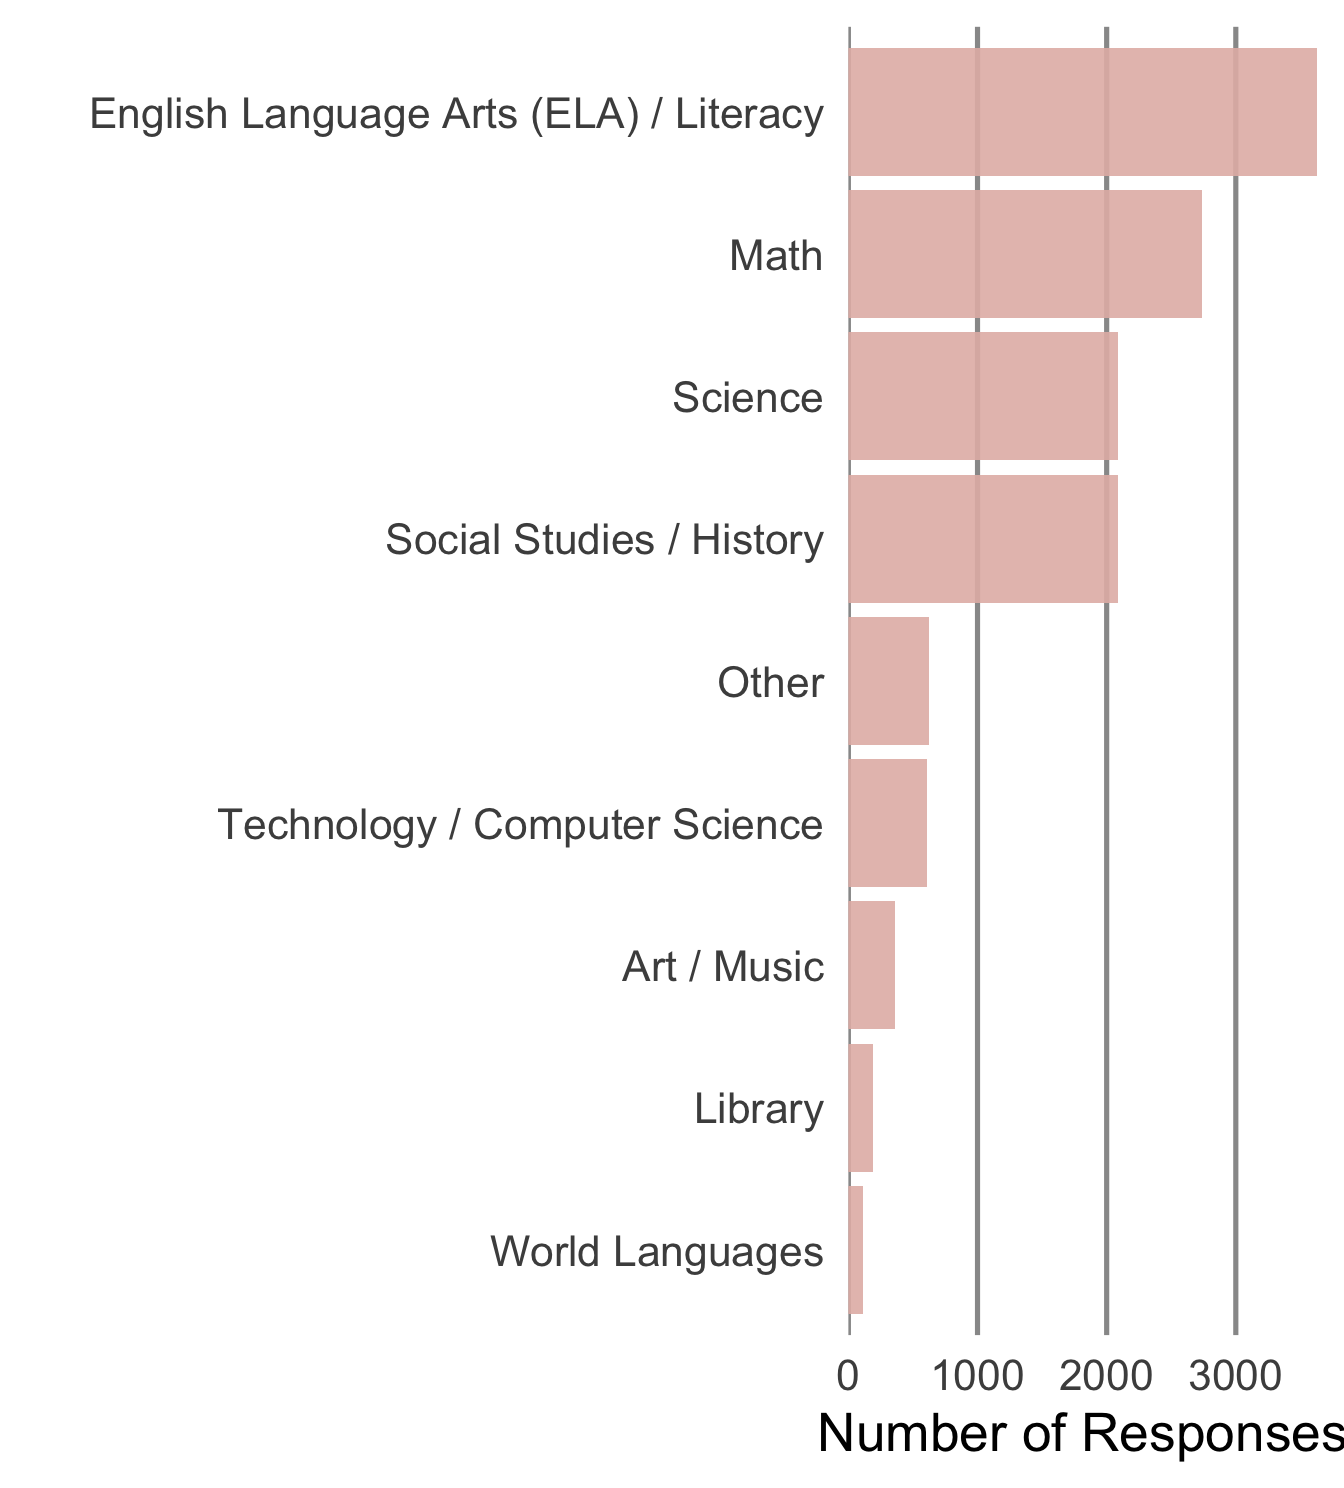 English Language Arts (ELA) / Literacy
Math
Science
Social Studies / History
Other
Technology / Computer Science
Art / Music
Library
World Languages
0 1000 2000 3000
Number of Responses